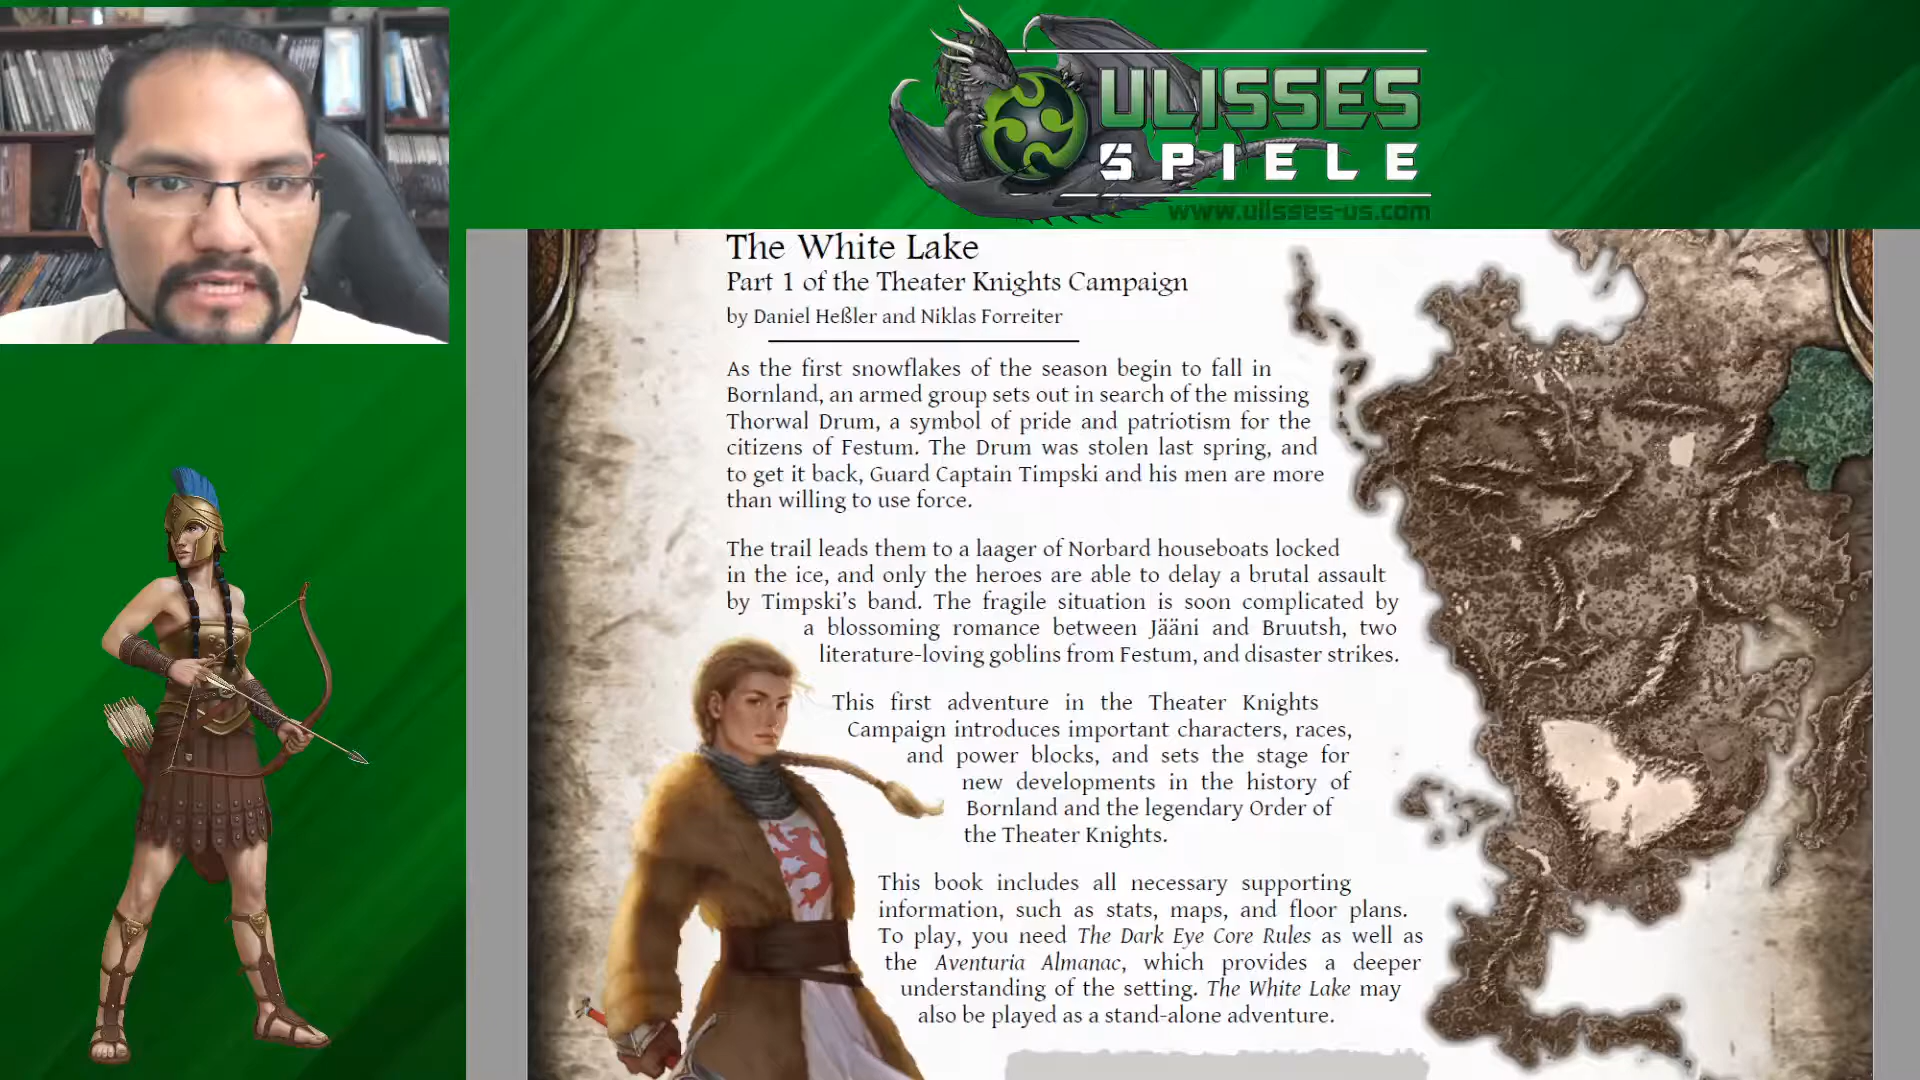 ULISSES
SPIELE
www.ulisses-us.com
The White Lake
Part 1 of the Theater Knights Campaign
by Daniel Heßler and Niklas Forreiter
As the first snowflakes of the season begin to fall in
Bornland, an armed group sets out in search of the missing
Thorwal Drum, a symbol of pride and patriotism for the
citizens of Festum. The Drum was stolen last spring, and
to get it back, Guard Captain Timpski and his men are more
than willing to use force.
The trail leads them to a laager of Norbard houseboats locked
in the ice, and only the heroes are able to delay a brutal assault
by Timpski's band. The fragile situation is soon complicated by
a blossoming romance between Jääni and Bruutsh, two
literature-loving goblins from Festum, and disaster strikes.
This first adventure in the Theater Knights
Campaign introduces important characters, races,
and power blocks, and sets the stage for
new developments in the history of
Bornland and the legendary Order of
the Theater Knights.
This book includes all necessary supporting
information, such as stats, maps, and floor plans.
To play, you need The Dark Eye Core Rules as well as
the Aventuria Almanac, which provides a deeper
understanding of the setting. The White Lake may
also be played as a stand-alone adventure.